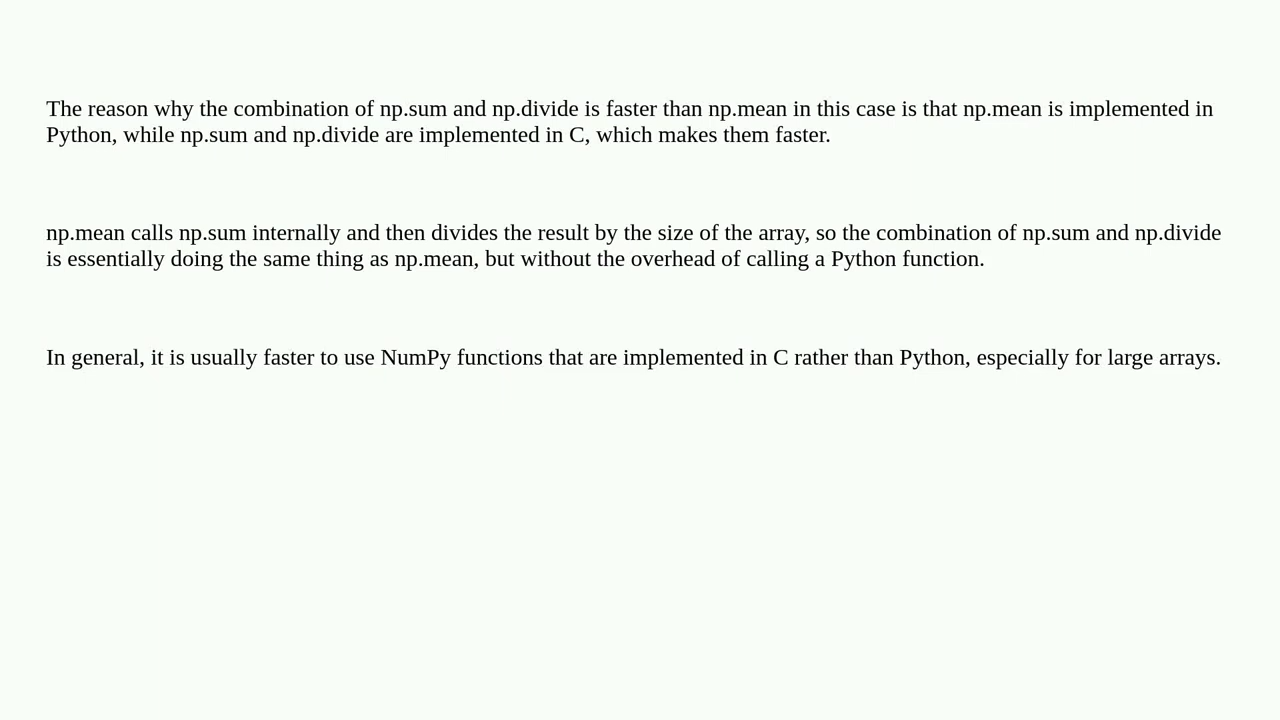 The reason why the combination of np.sum and np.divide is faster than np.mean in this case is that np.mean is implemented in
Python, while np.sum and np.divide are implemented in C, which makes them faster.
np.mean calls np.sum internally and then divides the result by the size of the array, so the combination of np.sum and np.divide
is essentially doing the same thing as np.mean, but without the overhead of calling a Python function.
In general, it is usually faster to use NumPy functions that are implemented in C rather than Python, especially for large arrays.